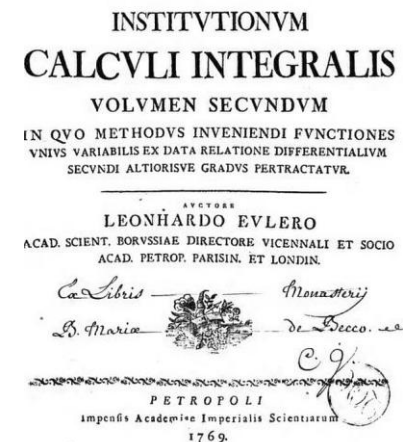 INSTITVTIONVM
CALCVLI INTEGRALIS
VOLVMEN SECVNDVM
IN QVO METHODVS INVENIENDI FVNCTIONES
VNIVS VARIABILIS EX DATA RELATIONE DIFFERENTIALIVM
SECVNDI ALTIORISVE GRADVS PERTRACTATVR.
AVCTORE
LEONHARDO EVLERO
ACAD. SCIENT. BORVSSIAE DIRECTORE VICENNALI ET SOCIO
ACAD. PETROP. PARISIN. ET LONDIN.
Ex Libris Monasterij
B. Mariæ de Becco.
PETROPOLI
Impensis Academiae Imperialis Scientiarum
1769.